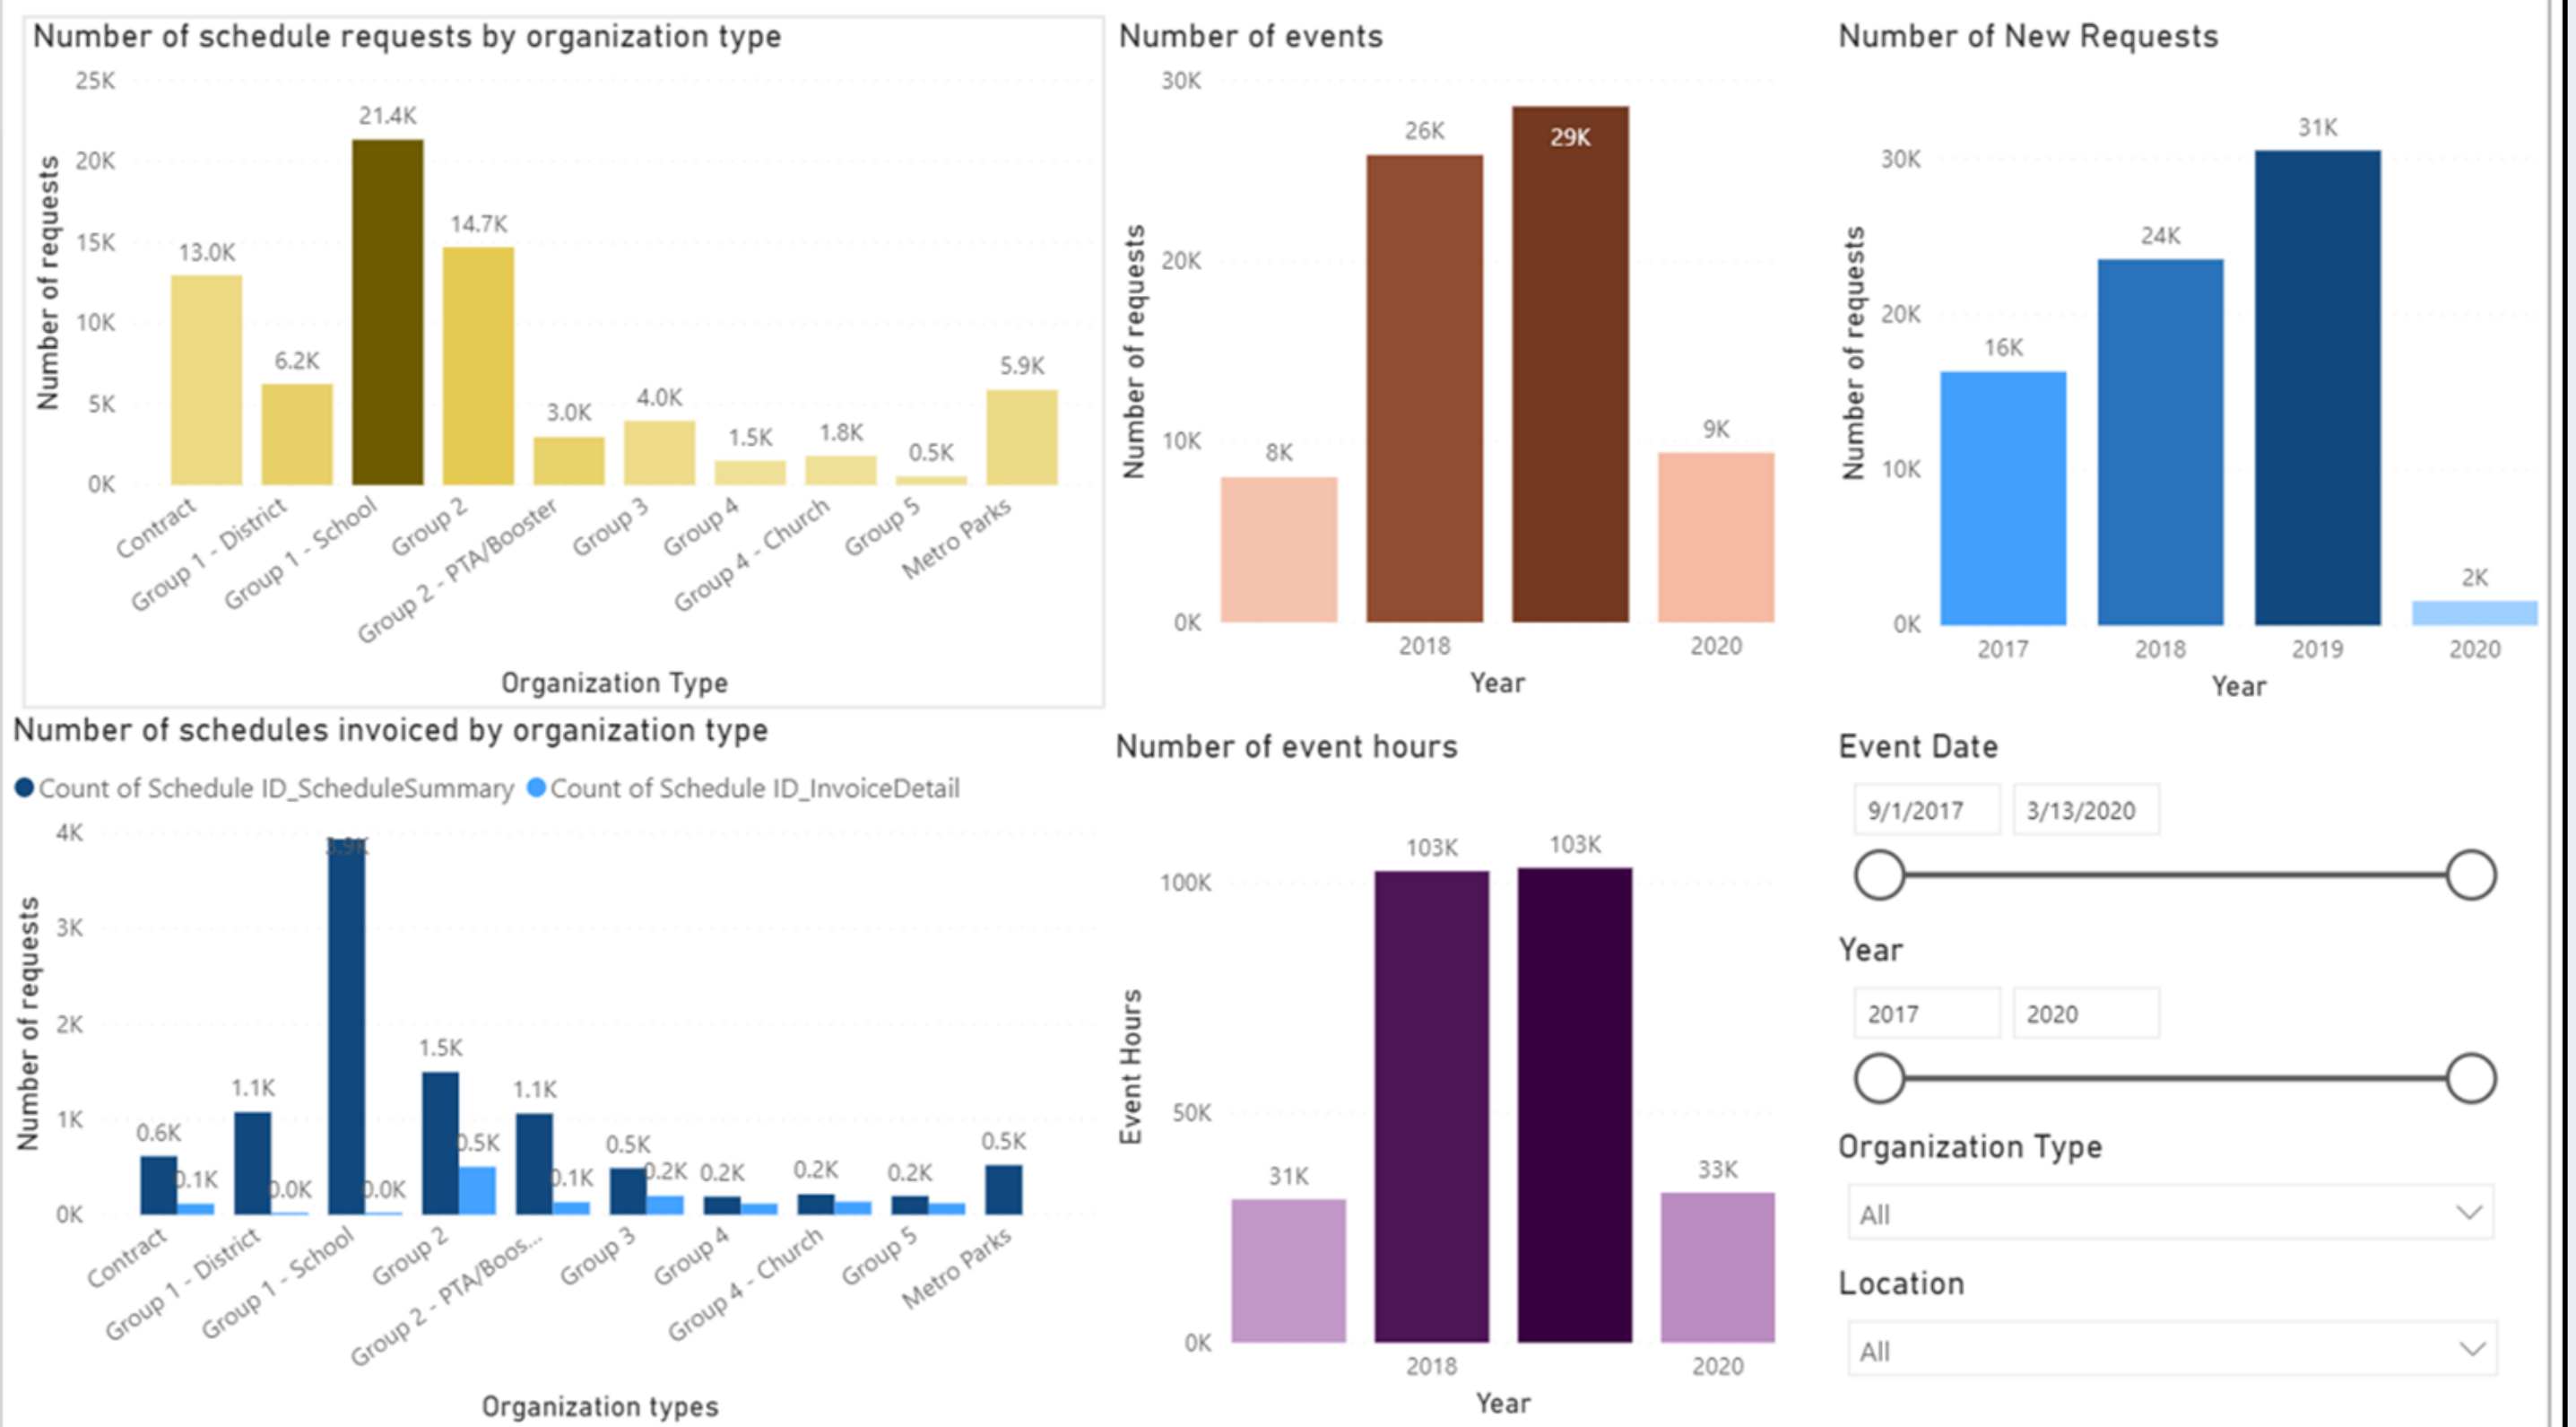 Number of schedule requests by organization type
25K
20K
15K
10K
5K
0K
Number of requests
13.0K
6.2K
21.4K
14.7K
3.0K
4.0K
1.5K
1.8K
0.5K
5.9K
Contract
Group 1 - District
Group 1 - School
Group 2
Group 2 - PTA/Booster
Group 3
Group 4
Group 4 - Church
Group 5
Metro Parks
Organization Type
Number of events
30K
20K
10K
0K
Number of requests
8K
26K
29K
9K
2018
2020
Year
Number of New Requests
30K
20K
10K
0K
Number of requests
16K
24K
31K
2K
2017
2018
2019
2020
Year
Number of schedules invoiced by organization type
Count of Schedule ID_ScheduleSummary
Count of Schedule ID_InvoiceDetail
4K
3K
2K
1K
0K
Number of requests
0.6K
0.1K
1.1K
0.0K
3.9K
0.0K
1.5K
0.5K
1.1K
0.1K
0.5K
0.2K
0.2K
0.2K
0.2K
0.5K
Contract
Group 1 - District
Group 1 - School
Group 2
Group 2 - PTA/Boos...
Group 3
Group 4
Group 4 - Church
Group 5
Metro Parks
Organization types
Number of event hours
100K
50K
0K
Event Hours
31K
103K
103K
33K
2018
2020
Year
Event Date
9/1/2017
3/13/2020
Year
2017
2020
Organization Type
All
Location
All